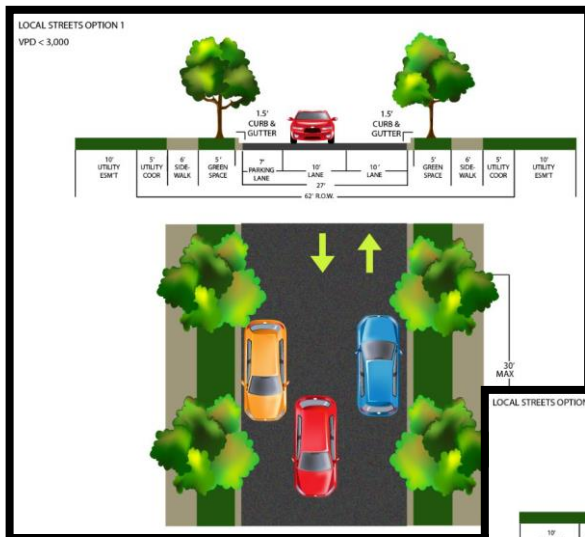 LOCAL STREETS OPTION 1
VPD < 3,000
1.5'
CURB &
GUTTER
1.5'
CURB &
GUTTER
10'
UTILITY
ESM'T
5'
UTILITY
COOR
6'
SIDE-
WALK
5'
GREEN
SPACE
7'
PARKING
LANE
10'
LANE
10'
LANE
5'
GREEN
SPACE
6'
SIDE-
WALK
5'
UTILITY
COOR
10'
UTILITY
ESM'T
27'
62' R.O.W.
30'
MAX
LOCAL STREETS OPTION
10'